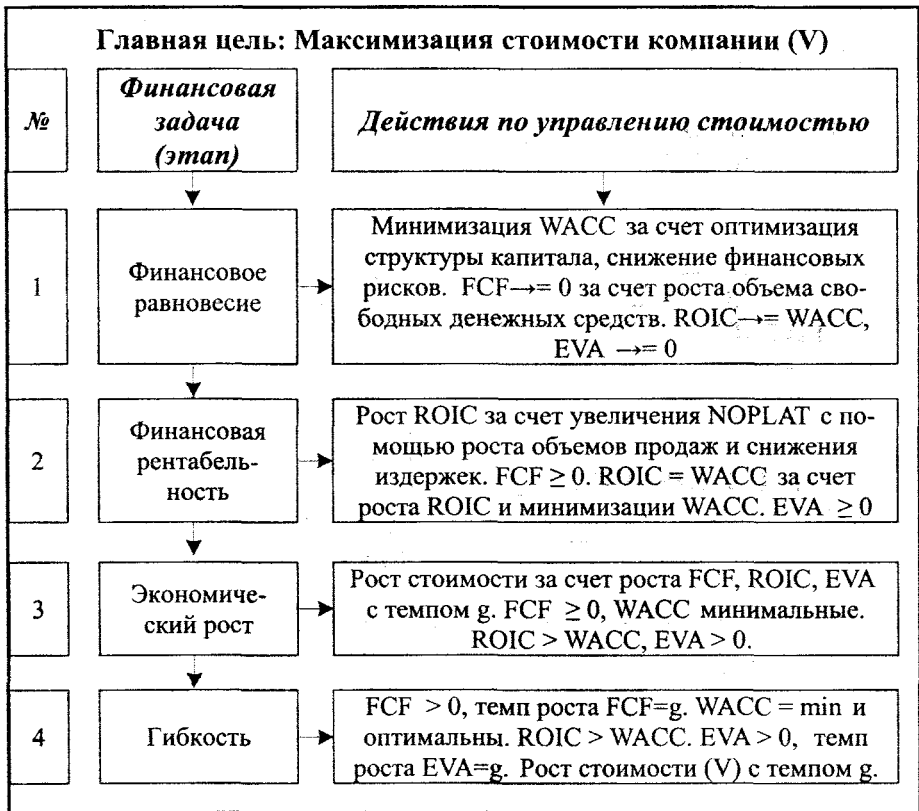 Главная цель: Максимизация стоимости компании (V)
№
Финансовая
задача
(этап)
Действия по управлению стоимостью
1
Финансовое
равновесие
Минимизация WACC за счет оптимизация
структуры капитала, снижение финансовых
рисков. FCF→= 0 за счет роста объема сво-
бодных денежных средств. ROIC→= WACC,
EVA →= 0
2
Финансовая
рентабель-
ность
Рост ROIC за счет увеличения NOPLAT с по-
мощью роста объемов продаж и снижения
издержек. FCF ≥ 0. ROIC = WACC за счет
роста ROIC и минимизации WACC. EVA ≥ 0
3
Экономиче-
ский рост
Рост стоимости за счет роста FCF, ROIC, EVA
с темпом g. FCF ≥ 0, WACC минимальные.
ROIC > WACC, EVA > 0.
4
Гибкость
FCF > 0, темп роста FCF=g. WACC = min и
оптимальны. ROIC > WACC. EVA > 0, темп
роста EVA=g. Рост стоимости (V) с темпом g.